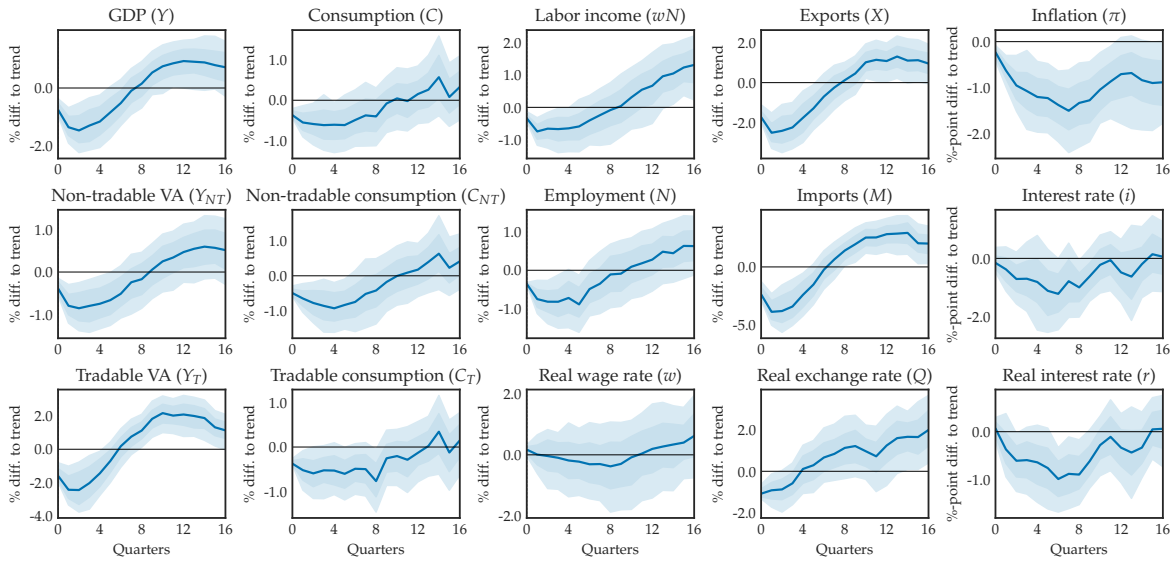 GDP (Y)
% diff. to trend
0.0
-2.0
0 4 8 12 16
Consumption (C)
% diff. to trend
1.0
0.0
-1.0
0 4 8 12 16
Labor income (wN)
% diff. to trend
2.0
1.0
0.0
-1.0
0 4 8 12 16
Exports (X)
% diff. to trend
2.0
0.0
-2.0
0 4 8 12 16
Inflation (π)
%-point diff. to trend
0.0
-1.0
-2.0
0 4 8 12 16
Non-tradable VA (Y_NT)
% diff. to trend
1.0
0.0
-1.0
0 4 8 12 16
Non-tradable consumption (C_NT)
% diff. to trend
1.0
0.0
-1.0
0 4 8 12 16
Employment (N)
% diff. to trend
1.0
0.0
-1.0
0 4 8 12 16
Imports (M)
% diff. to trend
0.0
-5.0
0 4 8 12 16
Interest rate (i)
%-point diff. to trend
0.0
-2.0
0 4 8 12 16
Tradable VA (Y_T)
% diff. to trend
2.0
0.0
-2.0
-4.0
0 4 8 12 16
Quarters
Tradable consumption (C_T)
% diff. to trend
1.0
0.0
-1.0
0 4 8 12 16
Quarters
Real wage rate (w)
% diff. to trend
2.0
0.0
-2.0
0 4 8 12 16
Quarters
Real exchange rate (Q)
% diff. to trend
2.0
0.0
-2.0
0 4 8 12 16
Quarters
Real interest rate (r)
%-point diff. to trend
0.0
-1.0
0 4 8 12 16
Quarters